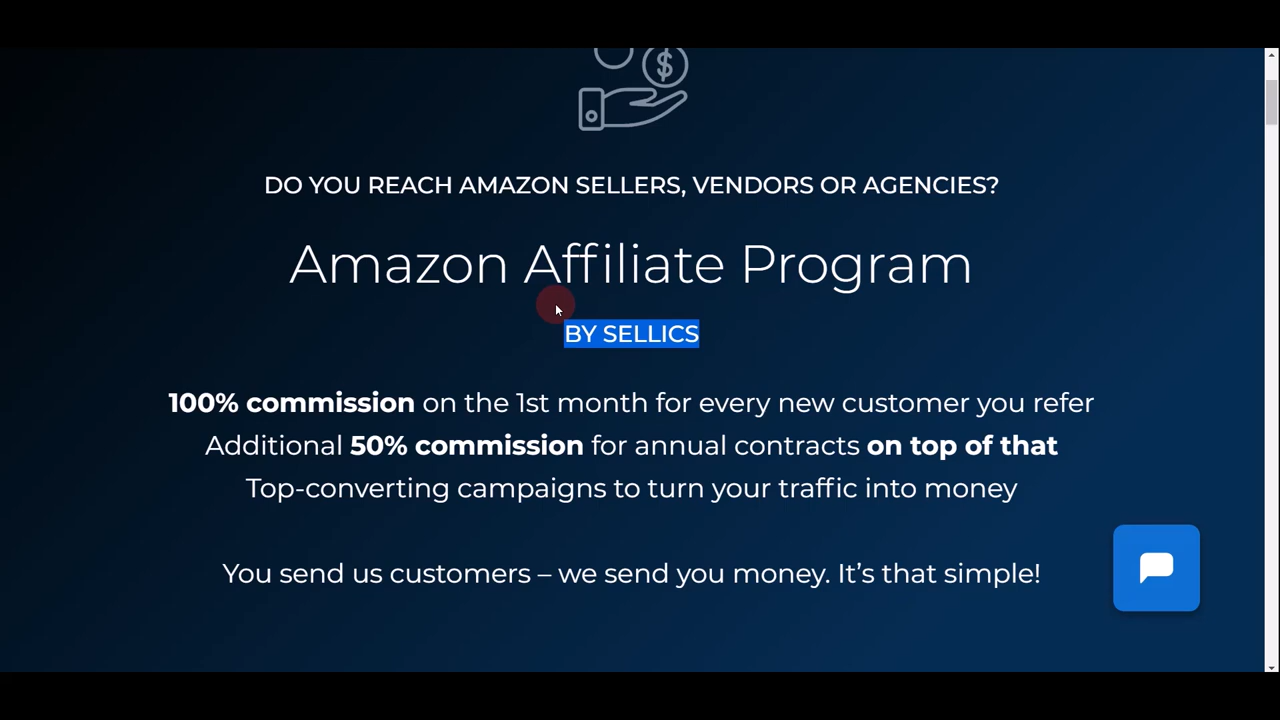 $
DO YOU REACH AMAZON SELLERS, VENDORS OR AGENCIES?
Amazon Affiliate Program
BY SELLICS
100% commission on the 1st month for every new customer you refer
Additional 50% commission for annual contracts on top of that
Top-converting campaigns to turn your traffic into money
You send us customers – we send you money. It’s that simple!